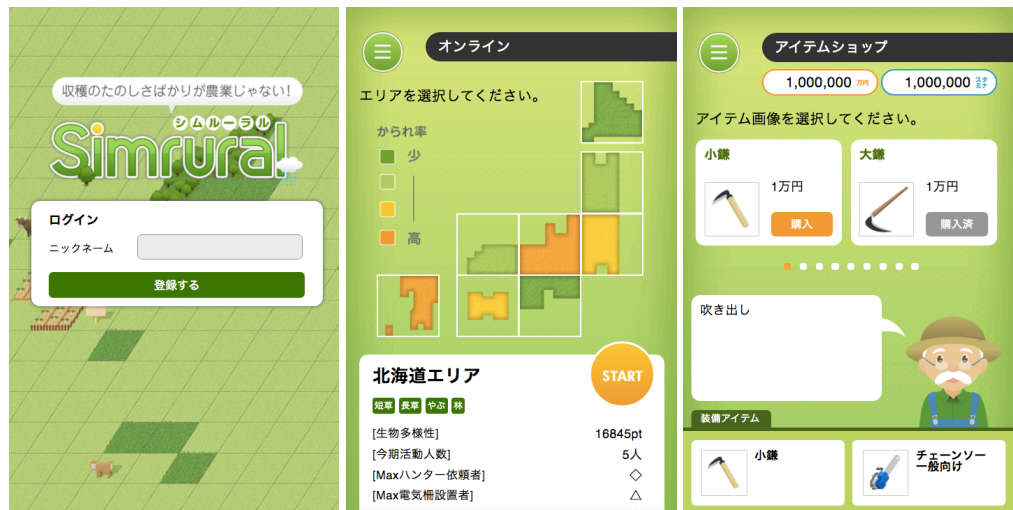 収穫のたのしさばかりが農業じゃない!
シムルーラル
Simrural
ログイン
ニックネーム
登録する
オンライン
エリアを選択してください。
かられ率
少
高
北海道エリア
START
短草 長草 やぶ 林
[生物多様性] 16845pt
[今期活動人数] 5人
[Maxハンター依頼者] ◇
[Max電気柵設置者] △
アイテムショップ
1,000,000 万円 1,000,000 スタミナ
アイテム画像を選択してください。
小鎌
1万円
購入
大鎌
1万円
購入済
吹き出し
装備アイテム
小鎌
チェーンソー
一般向け